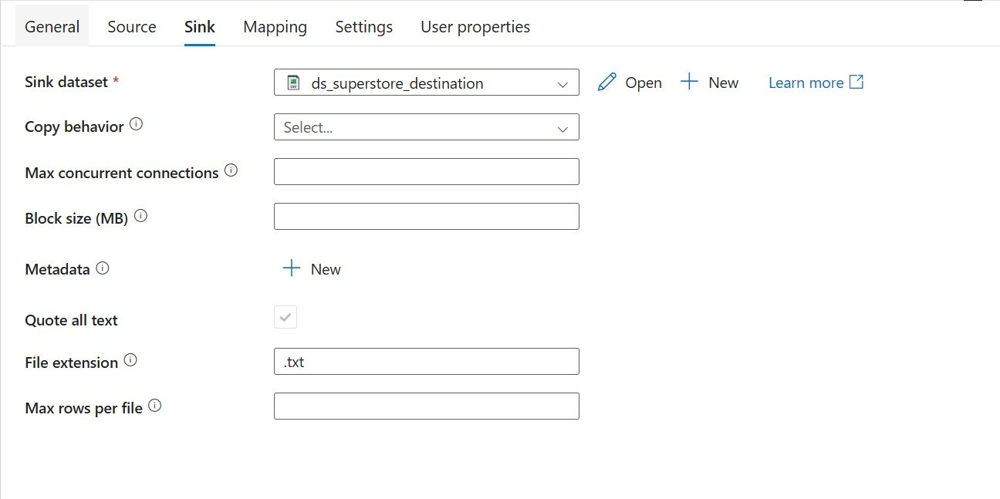 General Source Sink Mapping Settings User properties
Sink dataset * ds_superstore_destination Open New Learn more
Copy behavior Select...
Max concurrent connections
Block size (MB)
Metadata New
Quote all text
File extension .txt
Max rows per file